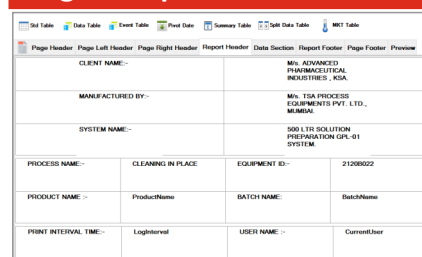 Std Table Data Table Event Table Pivot Date Summary Table Split Data Table MKT Table
Page Header Page Left Header Page Right Header Report Header Data Section Report Footer Page Footer Preview
CLIENT NAME:- M/s. ADVANCED
PHARMACEUTICAL
INDUSTRIES , KSA.
MANUFACTURED BY:- M/s. TSA PROCESS
EQUIPMENTS PVT. LTD.,
MUMBAI.
SYSTEM NAME:- 500 LTR SOLUTION
PREPARATION GPL-01
SYSTEM.
PROCESS NAME:- CLEANING IN PLACE EQUIPMENT ID:- 2120B022
PRODUCT NAME :- ProductName BATCH NAME: BatchName
PRINT INTERVAL TIME:- LogInterval USER NAME :- CurrentUser